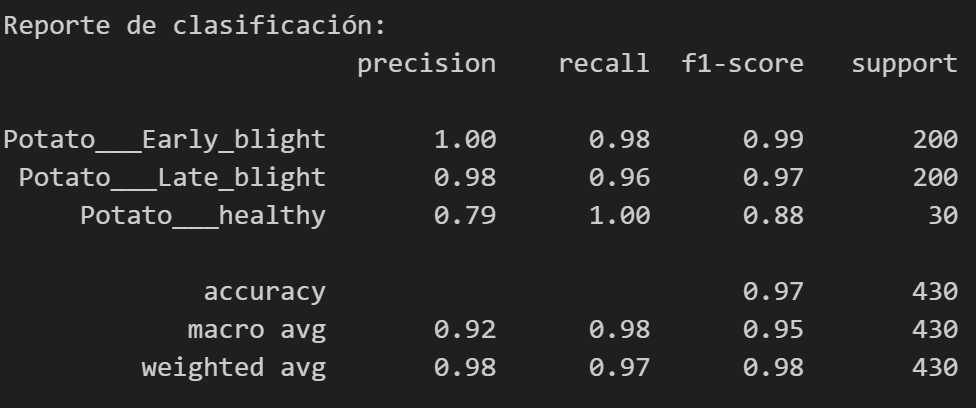 Reporte de clasificación:
precision recall f1-score support
Potato___Early_blight 1.00 0.98 0.99 200
Potato___Late_blight 0.98 0.96 0.97 200
Potato___healthy 0.79 1.00 0.88 30
accuracy 0.97 430
macro avg 0.92 0.98 0.95 430
weighted avg 0.98 0.97 0.98 430